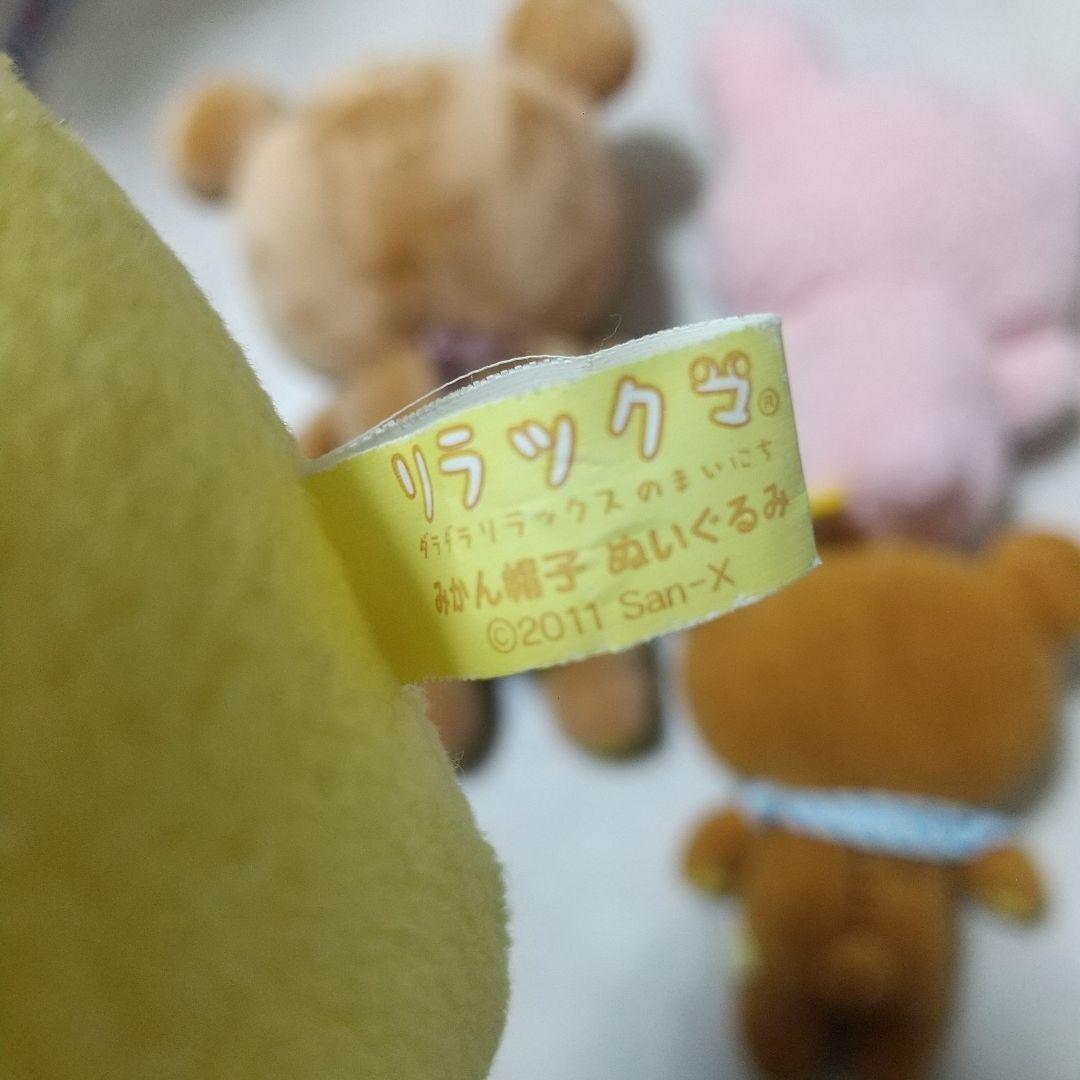 リラックマ®
ダラダラリラックスのまいにち
みかん帽子 ぬいぐるみ
©2011 San-X